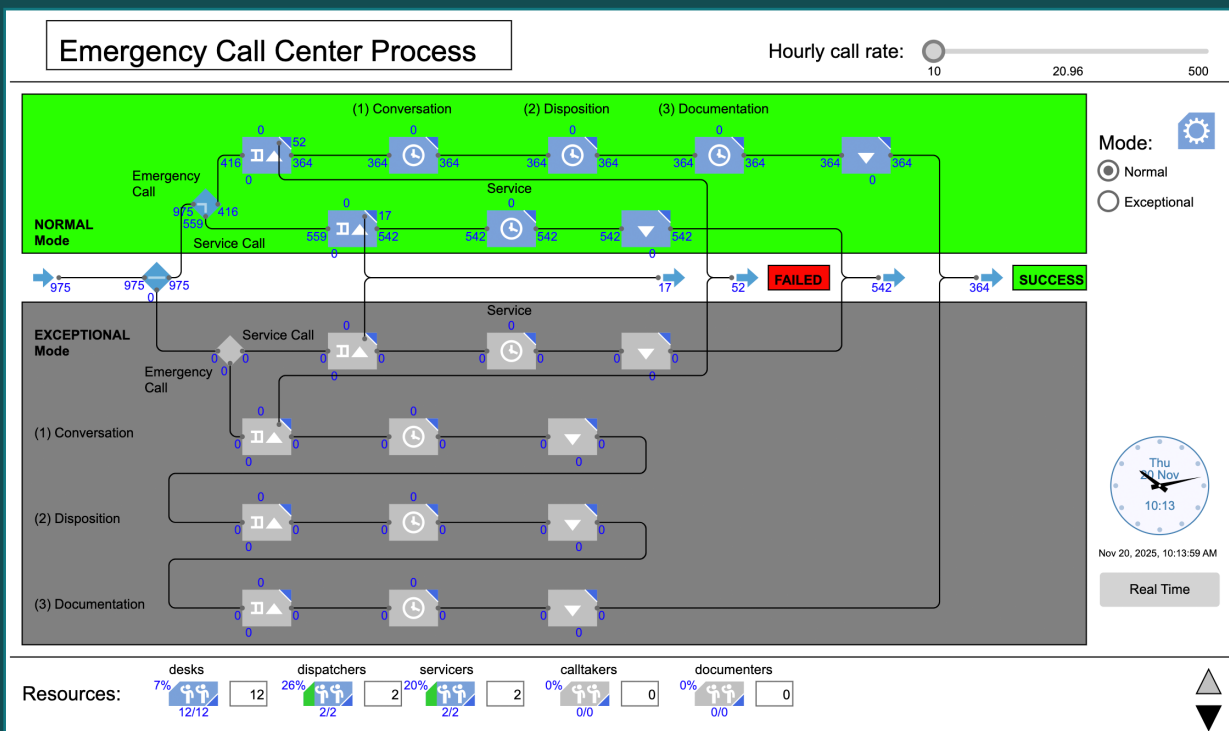 Emergency Call Center Process
Hourly call rate:
10 20.96 500
(1) Conversation (2) Disposition (3) Documentation
0 0 0 0
52
416 364 364 364 364 364 364 364 364 364
0 0
Emergency
Call
975 416
559
Service
0 0
17
559 542 542 542 542 542
0 0
NORMAL
Mode
Service Call
975 975 975
0
17 52 FAILED 542 364 SUCCESS
EXCEPTIONAL
Mode
Service Call
Service
0 0
0 0 0 0 0 0 0 0
0 0 0
Emergency
Call
(1) Conversation
0 0
0 0 0 0 0 0
0 0
(2) Disposition
0 0
0 0 0 0 0 0
0 0
(3) Documentation
0 0
0 0 0 0 0 0
0 0
Mode:
Normal
Exceptional
Thu
20 Nov
10:13
Nov 20, 2025, 10:13:59 AM
Real Time
Resources:
desks dispatchers servicers calltakers documenters
7% 12 26% 2 20% 2 0% 0 0% 0
12/12 2/2 2/2 0/0 0/0